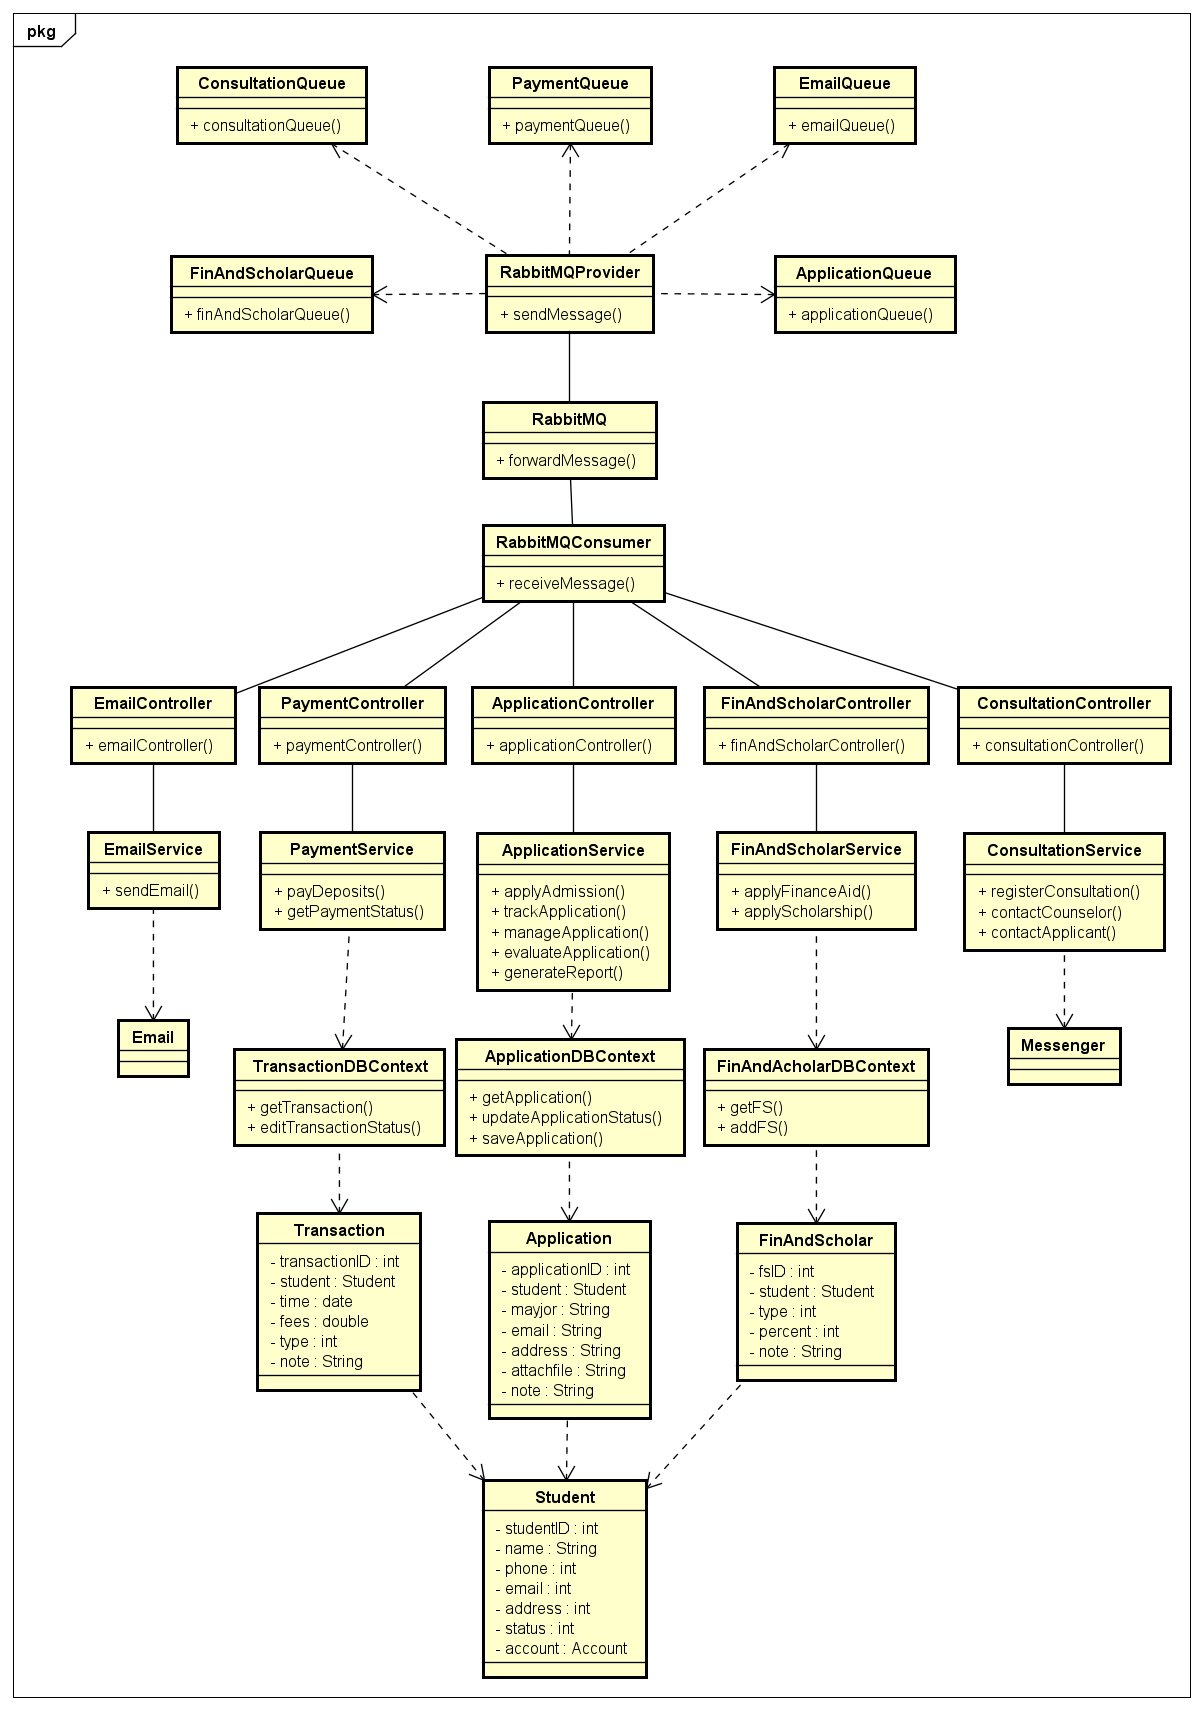 pkg
ConsultationQueue
+ consultationQueue()
PaymentQueue
+ paymentQueue()
EmailQueue
+ emailQueue()
FinAndScholarQueue
+ finAndScholarQueue()
RabbitMQProvider
+ sendMessage()
ApplicationQueue
+ applicationQueue()
RabbitMQ
+ forwardMessage()
RabbitMQConsumer
+ receiveMessage()
EmailController
+ emailController()
PaymentController
+ paymentController()
ApplicationController
+ applicationController()
FinAndScholarController
+ finAndScholarController()
ConsultationController
+ consultationController()
EmailService
+ sendEmail()
PaymentService
+ payDeposits()
+ getPaymentStatus()
ApplicationService
+ applyAdmission()
+ trackApplication()
+ manageApplication()
+ evaluateApplication()
+ generateReport()
FinAndScholarService
+ applyFinanceAid()
+ applyScholarship()
ConsultationService
+ registerConsultation()
+ contactCounselor()
+ contactApplicant()
Email
TransactionDBContext
+ getTransaction()
+ editTransactionStatus()
ApplicationDBContext
+ getApplication()
+ updateApplicationStatus()
+ saveApplication()
FinAndAcholarDBContext
+ getFS()
+ addFS()
Messenger
Transaction
- transactionID : int
- student : Student
- time : date
- fees : double
- type : int
- note : String
Application
- applicationID : int
- student : Student
- mayjor : String
- email : String
- address : String
- attachfile : String
- note : String
FinAndScholar
- fsID : int
- student : Student
- type : int
- percent : int
- note : String
Student
- studentID : int
- name : String
- phone : int
- email : int
- address : int
- status : int
- account : Account